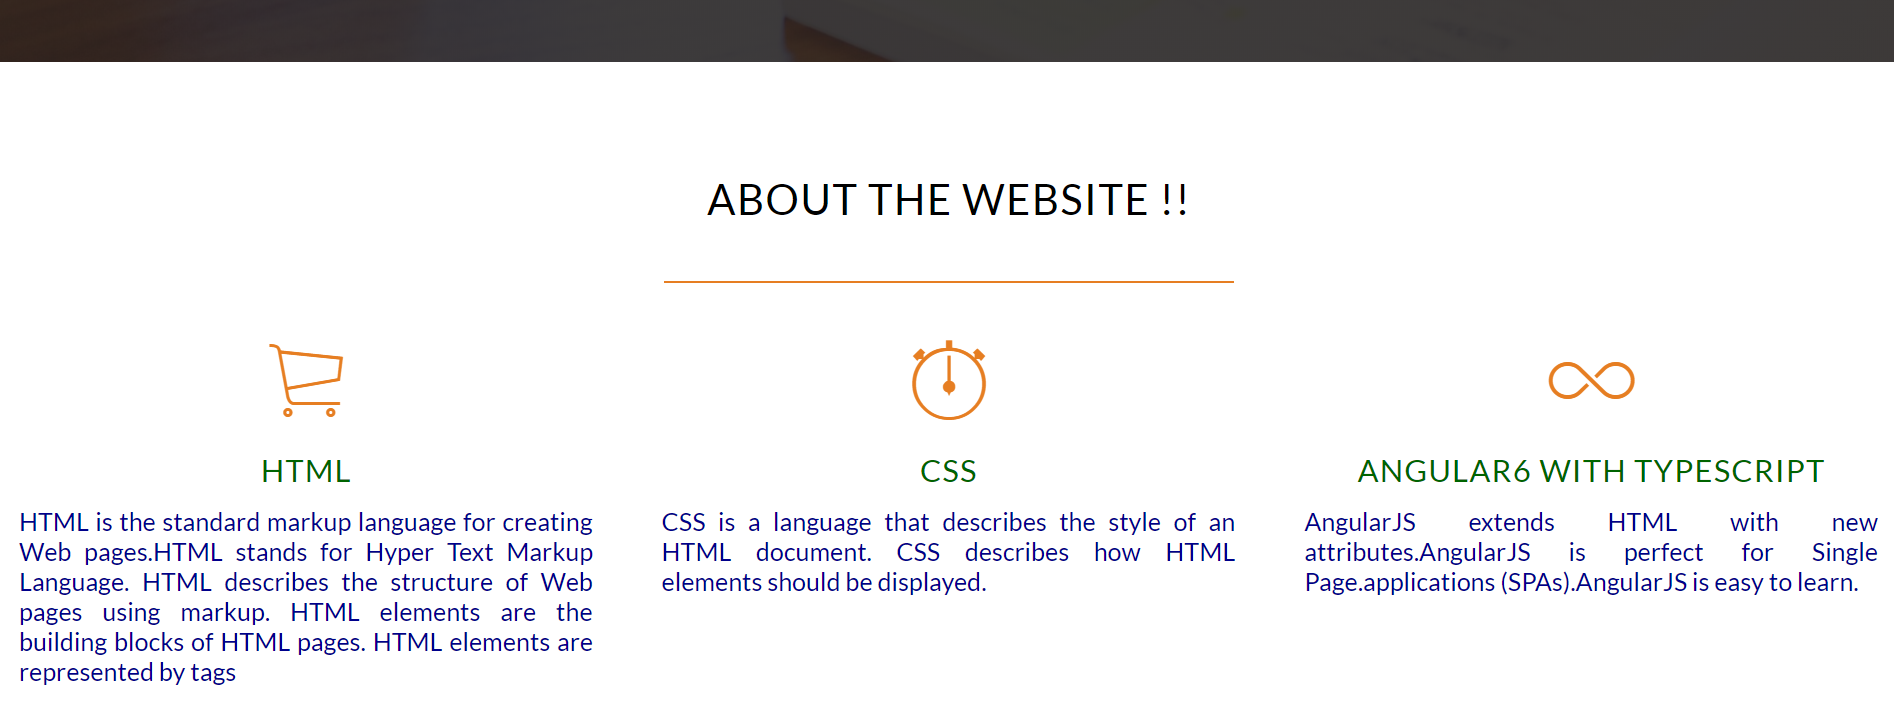 ABOUT THE WEBSITE !!
HTML
HTML is the standard markup language for creating
Web pages.HTML stands for Hyper Text Markup
Language. HTML describes the structure of Web
pages using markup. HTML elements are the
building blocks of HTML pages. HTML elements are
represented by tags
CSS
CSS is a language that describes the style of an
HTML document. CSS describes how HTML
elements should be displayed.
ANGULAR6 WITH TYPESCRIPT
AngularJS extends HTML with new
attributes.AngularJS is perfect for Single
Page.applications (SPAs).AngularJS is easy to learn.